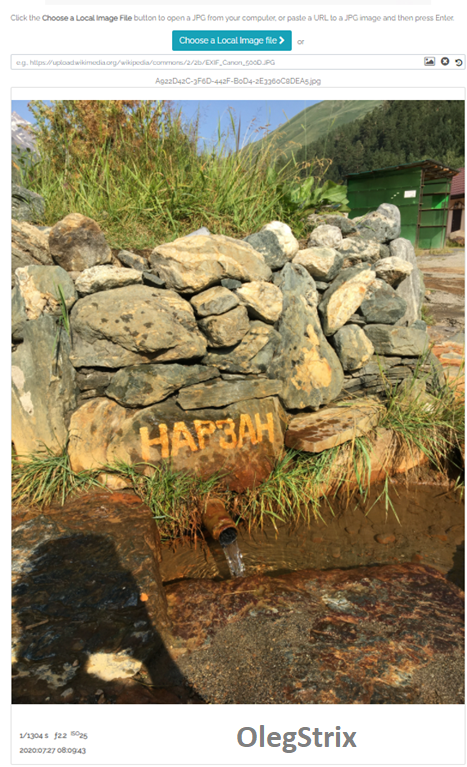 Click the Choose a Local Image File button to open a JPG from your computer, or paste a URL to a JPG image and then press Enter.
Choose a Local Image file or
e.g., https://upload.wikimedia.org/wikipedia/commons/2/2b/EXIF_Canon_500D.JPG
A922D42C-3F6D-442F-B0D4-2E3360C8DEA5.jpg
НАРЗАН
1/1304 s ƒ2.2 ISO25
2020:07:27 08:09:43
OlegStrix